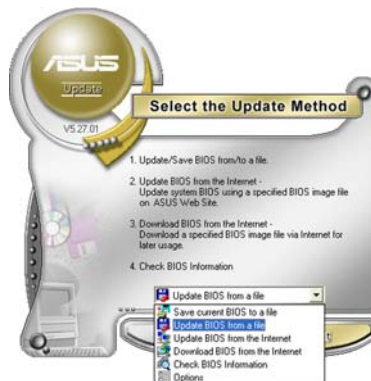 ASUS
Update
V5.27.01
Select the Update Method
1. Update/Save BIOS from/to a file.
2. Update BIOS from the Internet -
Update system BIOS using a specified BIOS image file
on ASUS Web Site.
3. Download BIOS from the Internet -
Download a specified BIOS image file via Internet for
later usage.
4. Check BIOS Information
Update BIOS from a file
Save current BIOS to a file
Update BIOS from a file
Update BIOS from the Internet
Download BIOS from the Internet
Check BIOS Information
Options